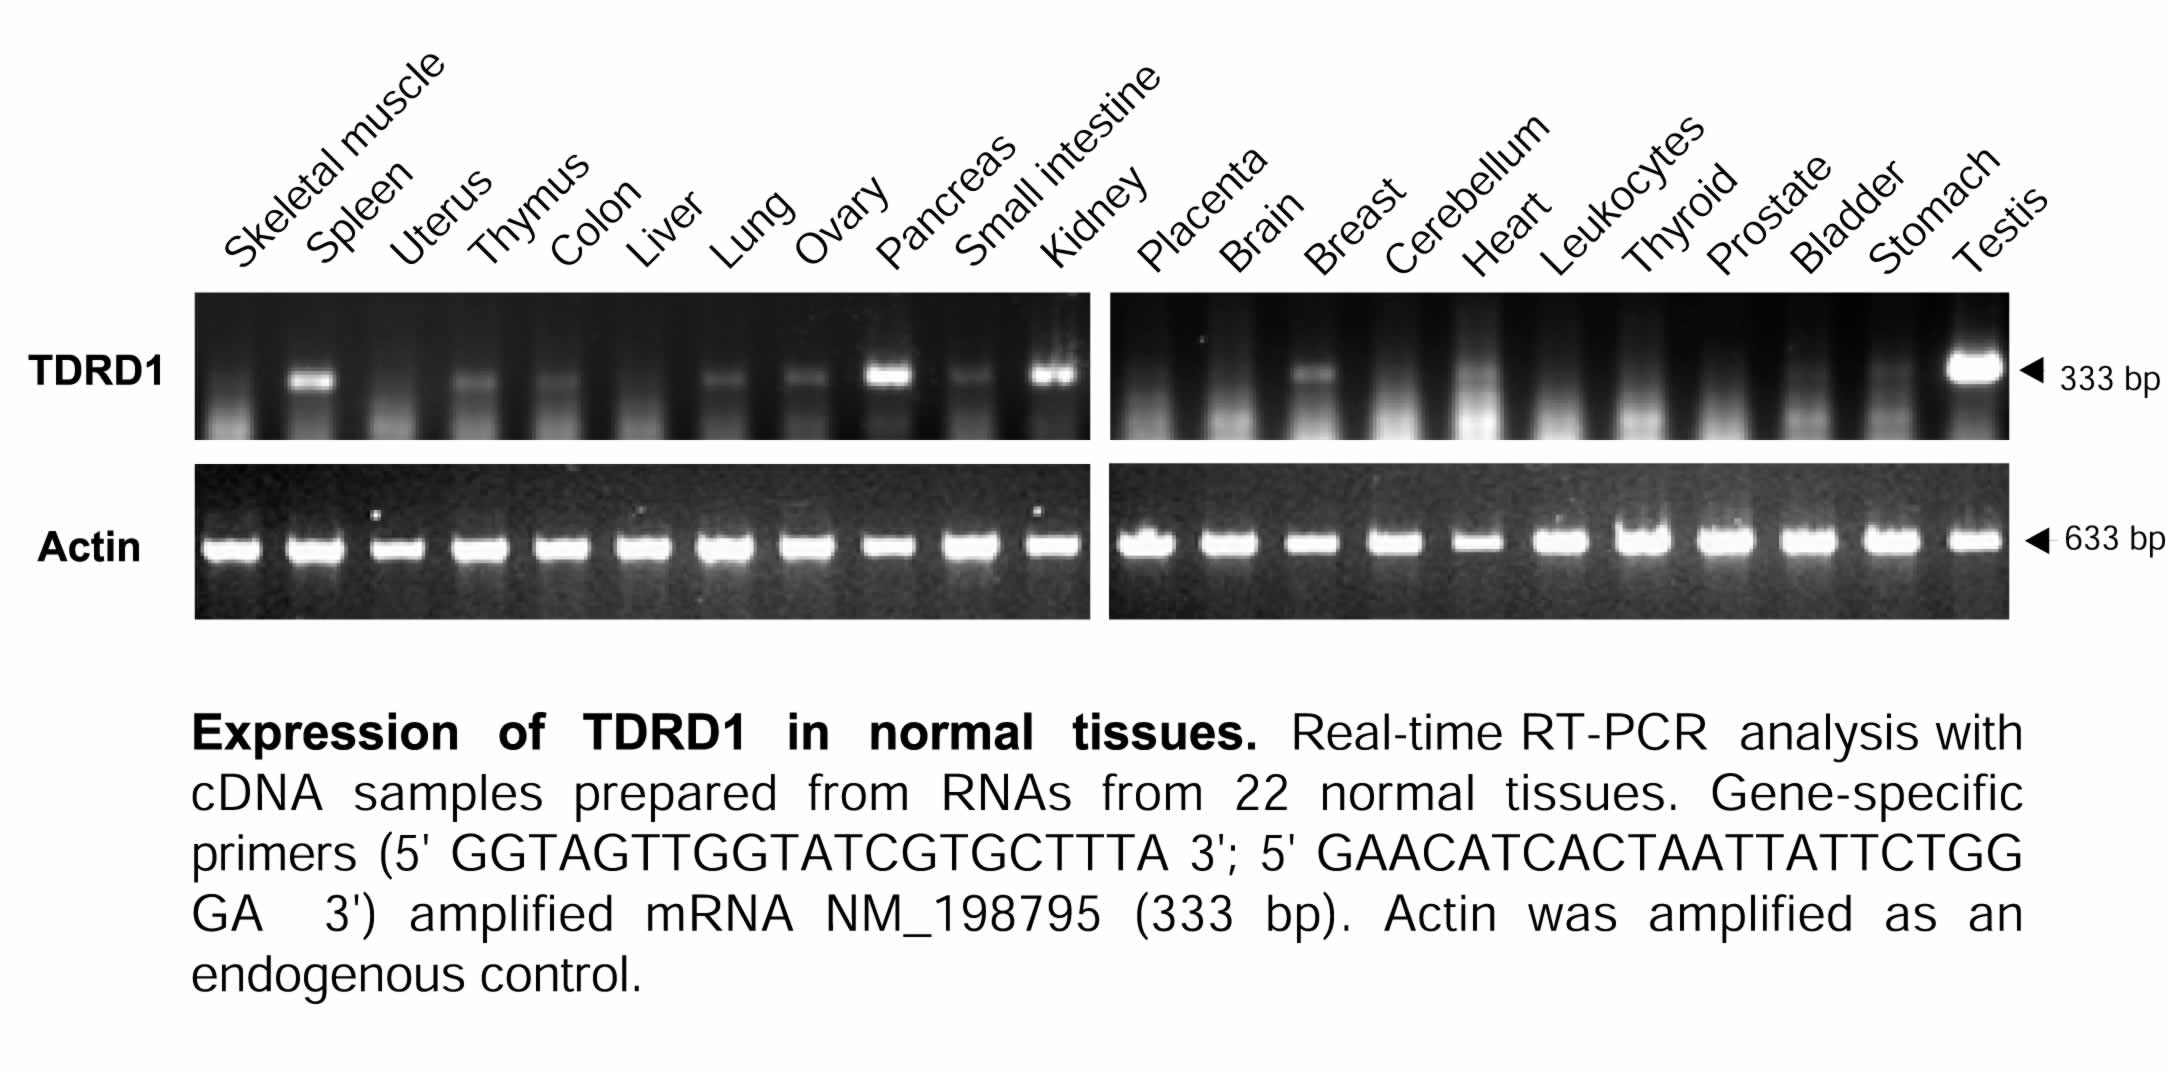 Skeletal muscle
Spleen
Uterus
Thymus
Colon
Liver
Lung
Ovary
Pancreas
Small intestine
Kidney
Placenta
Brain
Breast
Cerebellum
Heart
Leukocytes
Thyroid
Prostate
Bladder
Stomach
Testis
TDRD1
333 bp
Actin
633 bp
Expression of TDRD1 in normal tissues. Real-time RT-PCR analysis with
cDNA samples prepared from RNAs from 22 normal tissues. Gene-specific
primers (5' GGTAGTTGGTATCGTGCTTTA 3'; 5' GAACATCACTAATTATTCTGG
GA 3') amplified mRNA NM_198795 (333 bp). Actin was amplified as an
endogenous control.